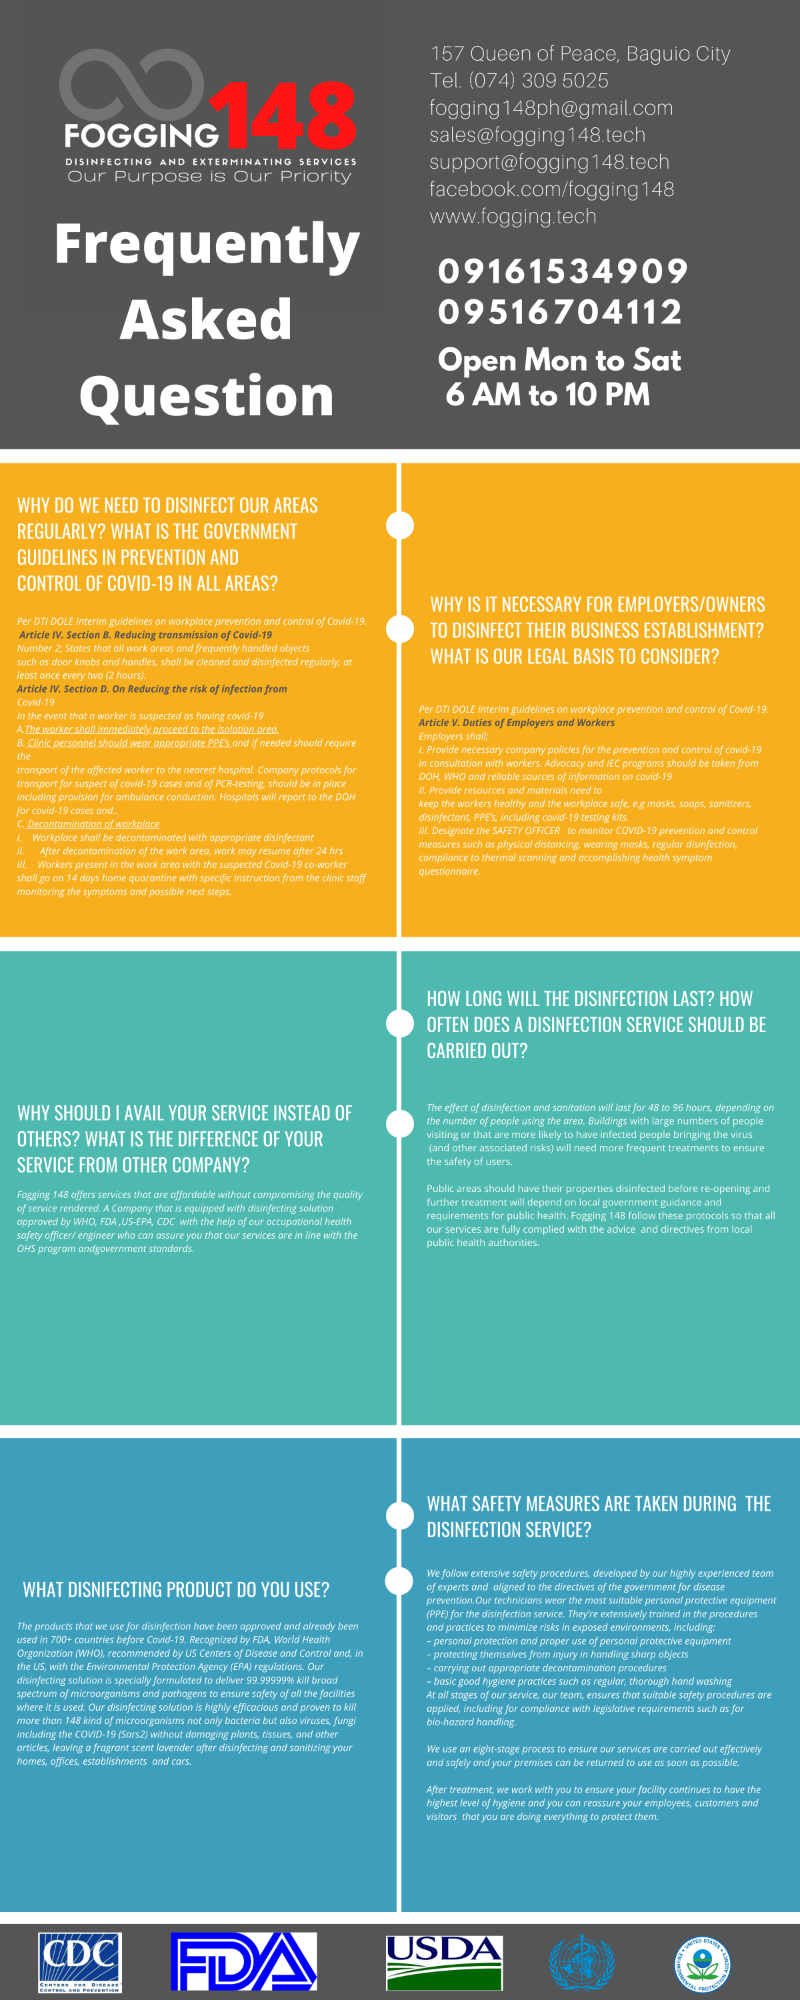 FOGGING148
DISINFECTING AND EXTERMINATING SERVICES
Our Purpose is Our Priority
Frequently
Asked
Question
157 Queen of Peace, Baguio City
Tel. (074) 309 5025
fogging148ph@gmail.com
sales@fogging148.tech
support@fogging148.tech
facebook.com/fogging148
www.fogging.tech
09161534909
09516704112
Open Mon to Sat
6 AM to 10 PM
WHY DO WE NEED TO DISINFECT OUR AREAS
REGULARLY? WHAT IS THE GOVERNMENT
GUIDELINES IN PREVENTION AND
CONTROL OF COVID-19 IN ALL AREAS?
Per DTI DOLE Interim guidelines on workplace prevention and control of Covid-19.
Article IV. Section B. Reducing transmission of Covid-19
Number 2; States that all work areas and frequently handled objects
such as door knobs and handles, shall be cleaned and disinfected regularly, at
least once every two (2 hours).
Article IV. Section D. On Reducing the risk of infection from
Covid-19
In the event that a worker is suspected as having covid-19
A.The worker shall immediately proceed to the isolation area.
B. Clinic personnel should wear appropriate PPE's and if needed should require
the
transport of the affected worker to the nearest hospital. Company protocols for
transport for suspect of covid-19 cases and of PCR-testing, should be in place
including provision for ambulance conduction. Hospitals will report to the DOH
for covid-19 cases and..
C. Decontamination of workplace
I. Workplace shall be decontaminated with appropriate disinfectant
II. After decontamination of the work area, work may resume after 24 hrs
III. Workers present in the work area with the suspected Covid-19 co-worker
shall go on 14 days home quarantine with specific instruction from the clinic staff
monitoring the symptoms and possible next steps.
WHY IS IT NECESSARY FOR EMPLOYERS/OWNERS
TO DISINFECT THEIR BUSINESS ESTABLISHMENT?
WHAT IS OUR LEGAL BASIS TO CONSIDER?
Per DTI DOLE Interim guidelines on workplace prevention and control of Covid-19.
Article V. Duties of Employers and Workers
Employers shall;
I. Provide necessary company policies for the prevention and control of covid-19
in consultation with workers. Advocacy and IEC programs should be taken from
DOH, WHO and reliable sources of information on covid-19
II. Provide resources and materials need to
keep the workers healthy and the workplace safe, e,g masks, soaps, sanitizers,
disinfectant, PPE's, including covid-19 testing kits.
III. Designate the SAFETY OFFICER to monitor COVID-19 prevention and control
measures such as physical distancing, wearing masks, regular disinfection,
compliance to thermal scanning and accomplishing health symptom
questionnaire.
WHY SHOULD I AVAIL YOUR SERVICE INSTEAD OF
OTHERS? WHAT IS THE DIFFERENCE OF YOUR
SERVICE FROM OTHER COMPANY?
Fogging 148 offers services that are affordable without compromising the quality
of service rendered. A Company that is equipped with disinfecting solution
approved by WHO, FDA ,US-EPA, CDC with the help of our occupational health
safety officer/ engineer who can assure you that our services are in line with the
OHS program andgovernment standards.
HOW LONG WILL THE DISINFECTION LAST? HOW
OFTEN DOES A DISINFECTION SERVICE SHOULD BE
CARRIED OUT?
The effect of disinfection and sanitation will last for 48 to 96 hours, depending on
the number of people using the area. Buildings with large numbers of people
visiting or that are more likely to have infected people bringing the virus
(and other associated risks) will need more frequent treatments to ensure
the safety of users.
Public areas should have their properties disinfected before re-opening and
further treatment will depend on local government guidance and
requirements for public health. Fogging 148 follow these protocols so that all
our services are fully complied with the advice and directives from local
public health authorities.
WHAT DISNIFECTING PRODUCT DO YOU USE?
The products that we use for disinfection have been approved and already been
used in 700+ countries before Covid-19. Recognized by FDA, World Health
Organization (WHO), recommended by US Centers of Disease and Control and, in
the US, with the Environmental Protection Agency (EPA) regulations. Our
disinfecting solution is specially formulated to deliver 99.99999% kill broad
spectrum of microorganisms and pathogens to ensure safety of all the facilities
where it is used. Our disinfecting solution is highly efficacious and proven to kill
more than 148 kind of microorganisms not only bacteria but also viruses, fungi
including the COVID-19 (Sars2) without damaging plants, tissues, and other
articles, leaving a fragrant scent lavender after disinfecting and sanitizing your
homes, offices, establishments and cars.
WHAT SAFETY MEASURES ARE TAKEN DURING THE
DISINFECTION SERVICE?
We follow extensive safety procedures, developed by our highly experienced team
of experts and aligned to the directives of the government for disease
prevention.Our technicians wear the most suitable personal protective equipment
(PPE) for the disinfection service. They're extensively trained in the procedures
and practices to minimize risks in exposed environments, including:
– personal protection and proper use of personal protective equipment
– protecting themselves from injury in handling sharp objects
– carrying out appropriate decontamination procedures
– basic good hygiene practices such as regular, thorough hand washing
At all stages of our service, our team, ensures that suitable safety procedures are
applied, including for compliance with legislative requirements such as for
bio-hazard handling.
We use an eight-stage process to ensure our services are carried out effectively
and safely and your premises can be returned to use as soon as possible.
After treatment, we work with you to ensure your facility continues to have the
highest level of hygiene and you can reassure your employees, customers and
visitors that you are doing everything to protect them.
CDC
CENTERS FOR DISEASE
CONTROL AND PREVENTION
FDA
USDA
UNITED STATES
ENVIRONMENTAL PROTECTION AGENCY